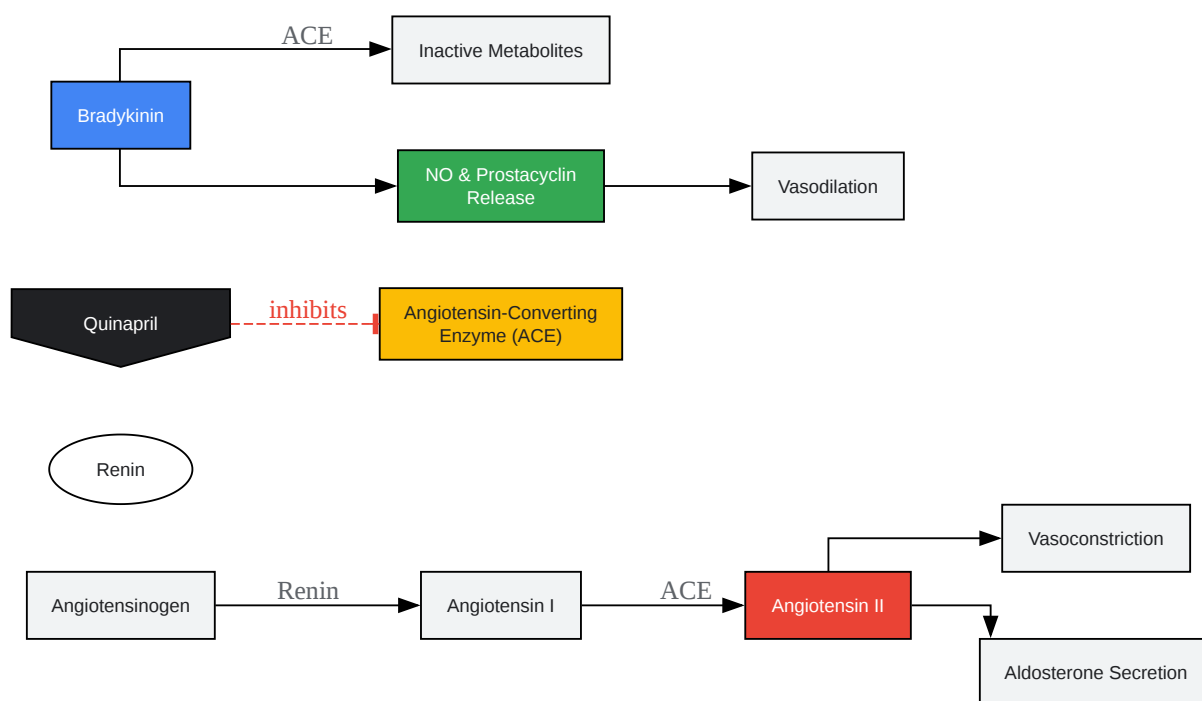 ACE
Inactive Metabolites
Bradykinin
NO & Prostacyclin
Release
Vasodilation
Quinapril
inhibits
Angiotensin-Converting
Enzyme (ACE)
Renin
Vasoconstriction
Angiotensinogen
Renin
Angiotensin I
ACE
Angiotensin II
Aldosterone Secretion